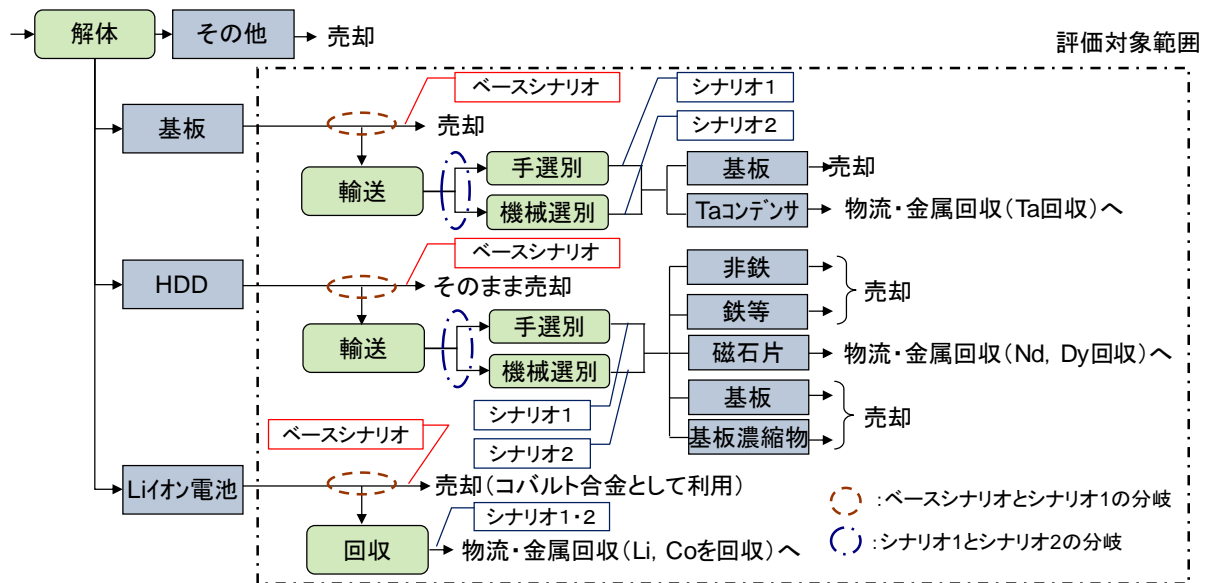 解体
その他
売却
評価対象範囲
ベースシナリオ
シナリオ1
シナリオ2
基板
売却
輸送
手選別
機械選別
基板
売却
Taコンデンサ
物流・金属回収(Ta回収)へ
ベースシナリオ
HDD
そのまま売却
輸送
手選別
機械選別
シナリオ1
シナリオ2
非鉄
鉄等
売却
磁石片
物流・金属回収(Nd, Dy回収)へ
基板
基板濃縮物
売却
ベースシナリオ
Liイオン電池
売却(コバルト合金として利用)
シナリオ1・2
回収
物流・金属回収(Li, Coを回収)へ
:ベースシナリオとシナリオ1の分岐
:シナリオ1とシナリオ2の分岐